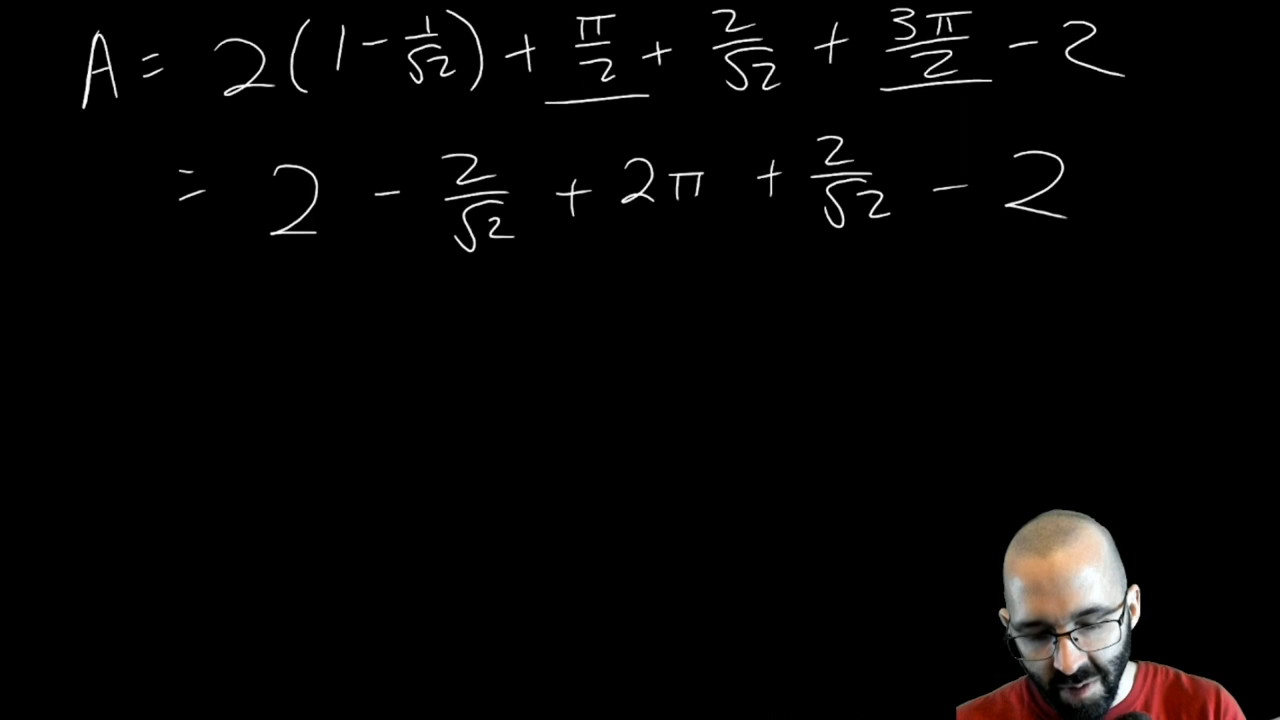 A = 2(1 - 1/√2) + π/2 + 2/√2 + 3π/2 - 2
= 2 - 2/√2 + 2π + 2/√2 - 2